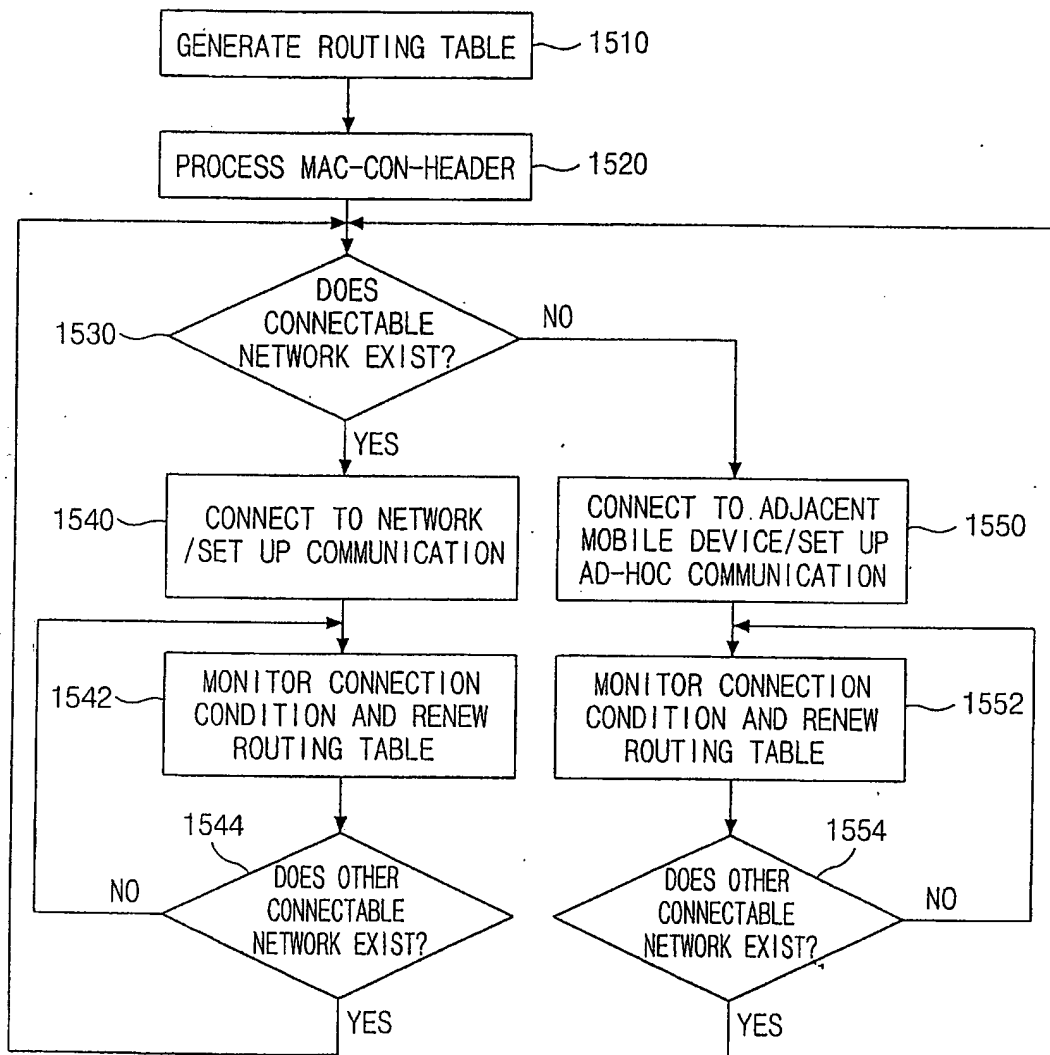 GENERATE ROUTING TABLE
1510
PROCESS MAC-CON-HEADER
1520
DOES
CONNECTABLE
NETWORK EXIST?
1530
NO
YES
1540
CONNECT TO NETWORK
/SET UP COMMUNICATION
CONNECT TO ADJACENT
MOBILE DEVICE/SET UP
AD-HOC COMMUNICATION
1550
1542
MONITOR CONNECTION
CONDITION AND RENEW
ROUTING TABLE
MONITOR CONNECTION
CONDITION AND RENEW
ROUTING TABLE
1552
1544
DOES OTHER
CONNECTABLE
NETWORK EXIST?
NO
YES
1554
DOES OTHER
CONNECTABLE
NETWORK EXIST?
NO
YES